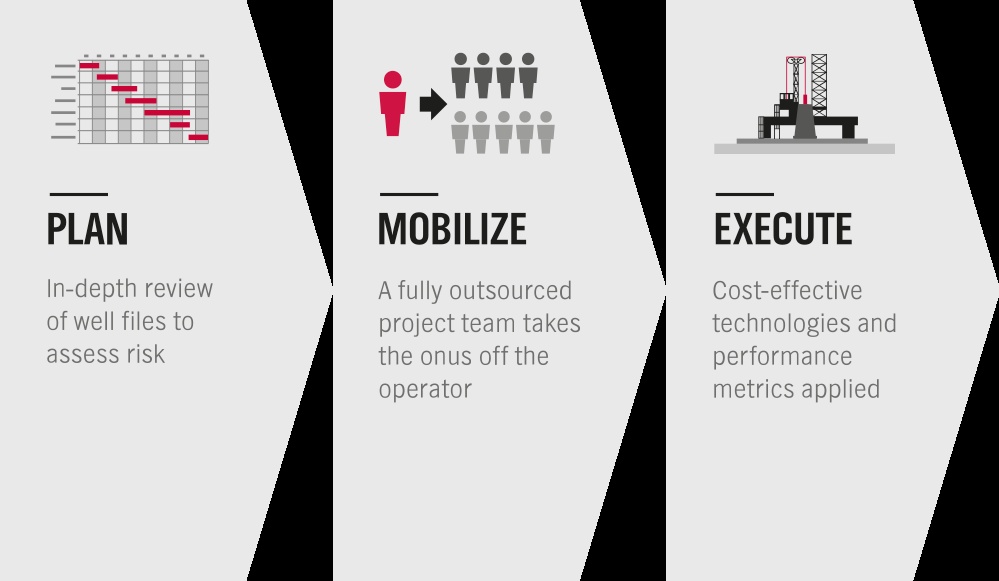 PLAN
In-depth review
of well files to
assess risk
MOBILIZE
A fully outsourced
project team takes
the onus off the
operator
EXECUTE
Cost-effective
technologies and
performance
metrics applied